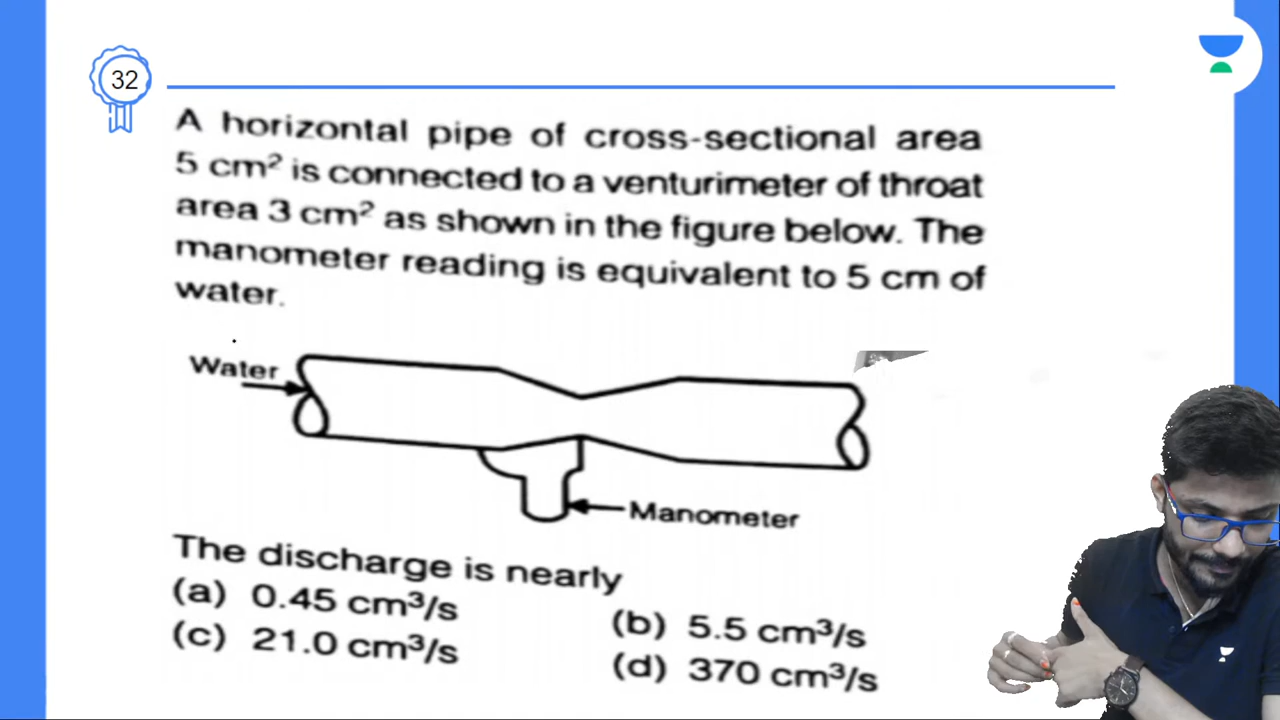 32
A horizontal pipe of cross-sectional area
5 cm² is connected to a venturimeter of throat
area 3 cm² as shown in the figure below. The
manometer reading is equivalent to 5 cm of
water.
Water
Manometer
The discharge is nearly
(a) 0.45 cm³/s
(b) 5.5 cm³/s
(c) 21.0 cm³/s
(d) 370 cm³/s